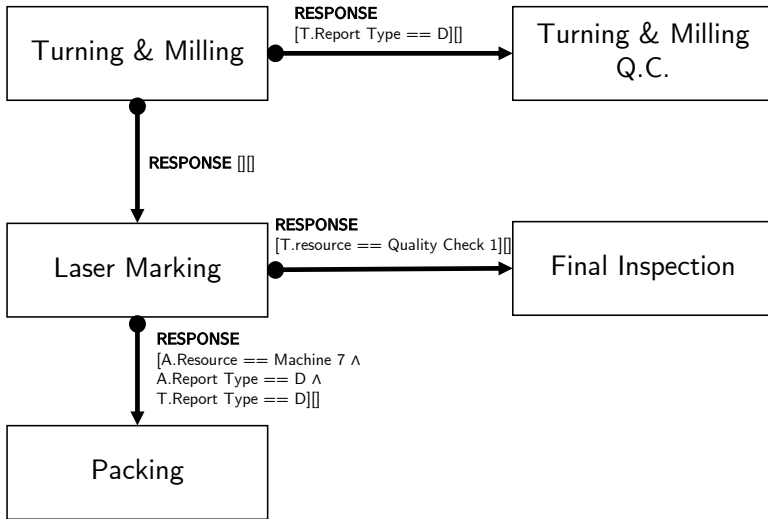 RESPONSE
[T.Report Type == D][]
Turning & Milling
Turning & Milling
Q.C.
RESPONSE [][]
RESPONSE
[T.resource == Quality Check 1][]
Laser Marking
Final Inspection
RESPONSE
[A.Resource == Machine 7 ∧
A.Report Type == D ∧
T.Report Type == D][]
Packing